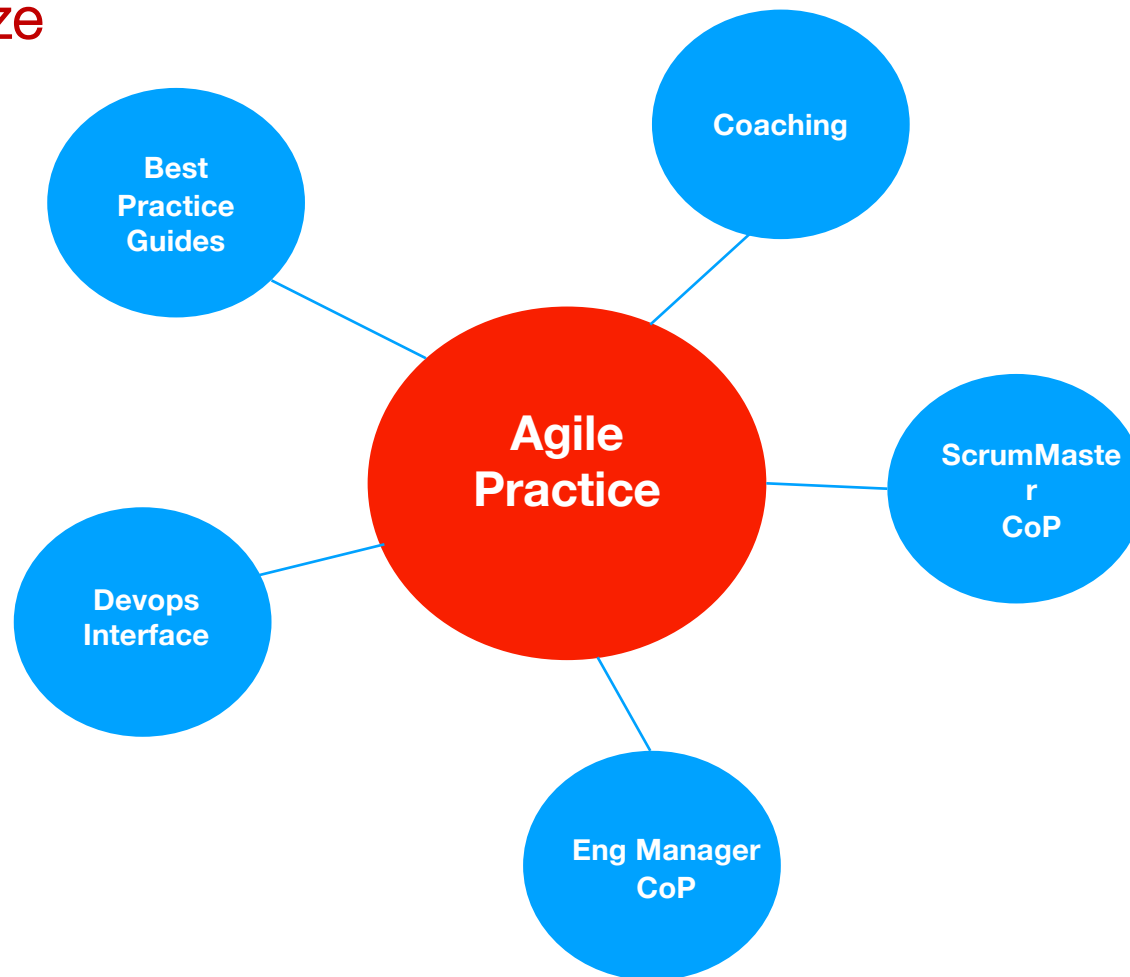 ze
Coaching
Best
Practice
Guides
Agile
Practice
ScrumMaste
r
CoP
Devops
Interface
Eng Manager
CoP